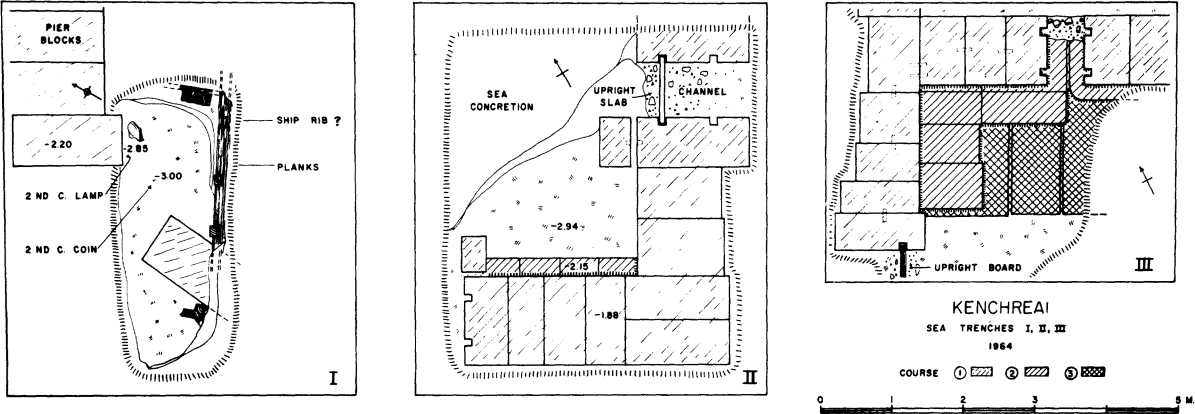 PIER
BLOCKS
-2.20
-2.85
-3.00
2 ND C. LAMP
2 ND C. COIN
SHIP RIB ?
PLANKS
I
SEA
CONCRETION
UPRIGHT
SLAB
CHANNEL
-2.94
-2.15
-1.88
II
UPRIGHT BOARD
III
KENCHREAI
SEA TRENCHES I, II, III
1964
COURSE 1 2 3
0 1 2 3 4 5 M.